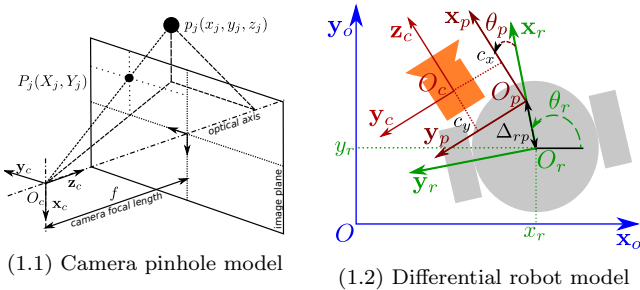 p_j(x_j, y_j, z_j)
P_j(X_j, Y_j)
optical axis
y_c
z_c
O_c
x_c
f
camera focal length
image plane
(1.1) Camera pinhole model
y_o
x_p
θ_p
x_r
z_c
c_x
O_c
O_p
θ_r
y_c
c_y
Δ_rp
y_p
y_r
O_r
y_r
O
x_r
x_o
(1.2) Differential robot model